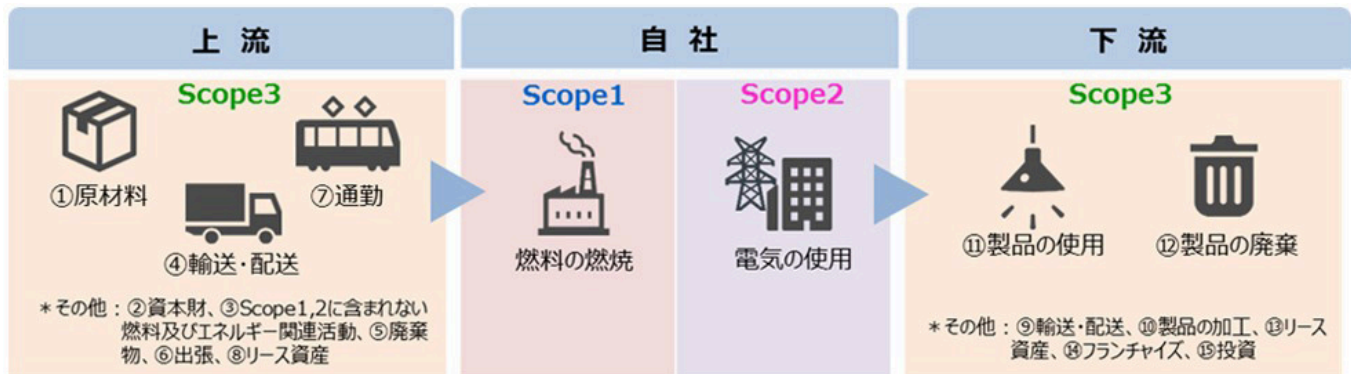 上 流
Scope3
①原材料
⑦通勤
④輸送・配送
＊その他：②資本財、③Scope1,2に含まれない
燃料及びエネルギー関連活動、⑤廃棄
物、⑥出張、⑧リース資産
自 社
Scope1
燃料の燃焼
Scope2
電気の使用
下 流
Scope3
⑪製品の使用
⑫製品の廃棄
＊その他：⑨輸送・配送、⑩製品の加工、⑬リース
資産、⑭フランチャイズ、⑮投資